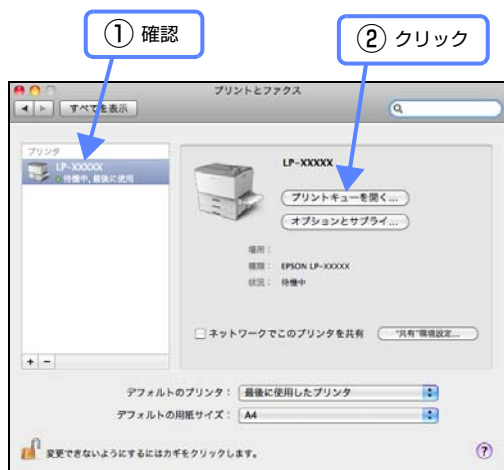 ① 確認
② クリック
プリントとファクス
すべてを表示
プリンタ
LP-XXXXX
待機中, 最後に使用
LP-XXXXX
プリントキューを開く...
オプションとサプライ...
場所：
種類： EPSON LP-XXXXX
状況： 待機中
ネットワークでこのプリンタを共有
"共有"環境設定...
+ −
デフォルトのプリンタ： 最後に使用したプリンタ
デフォルトの用紙サイズ： A4
変更できないようにするにはカギをクリックします。
?